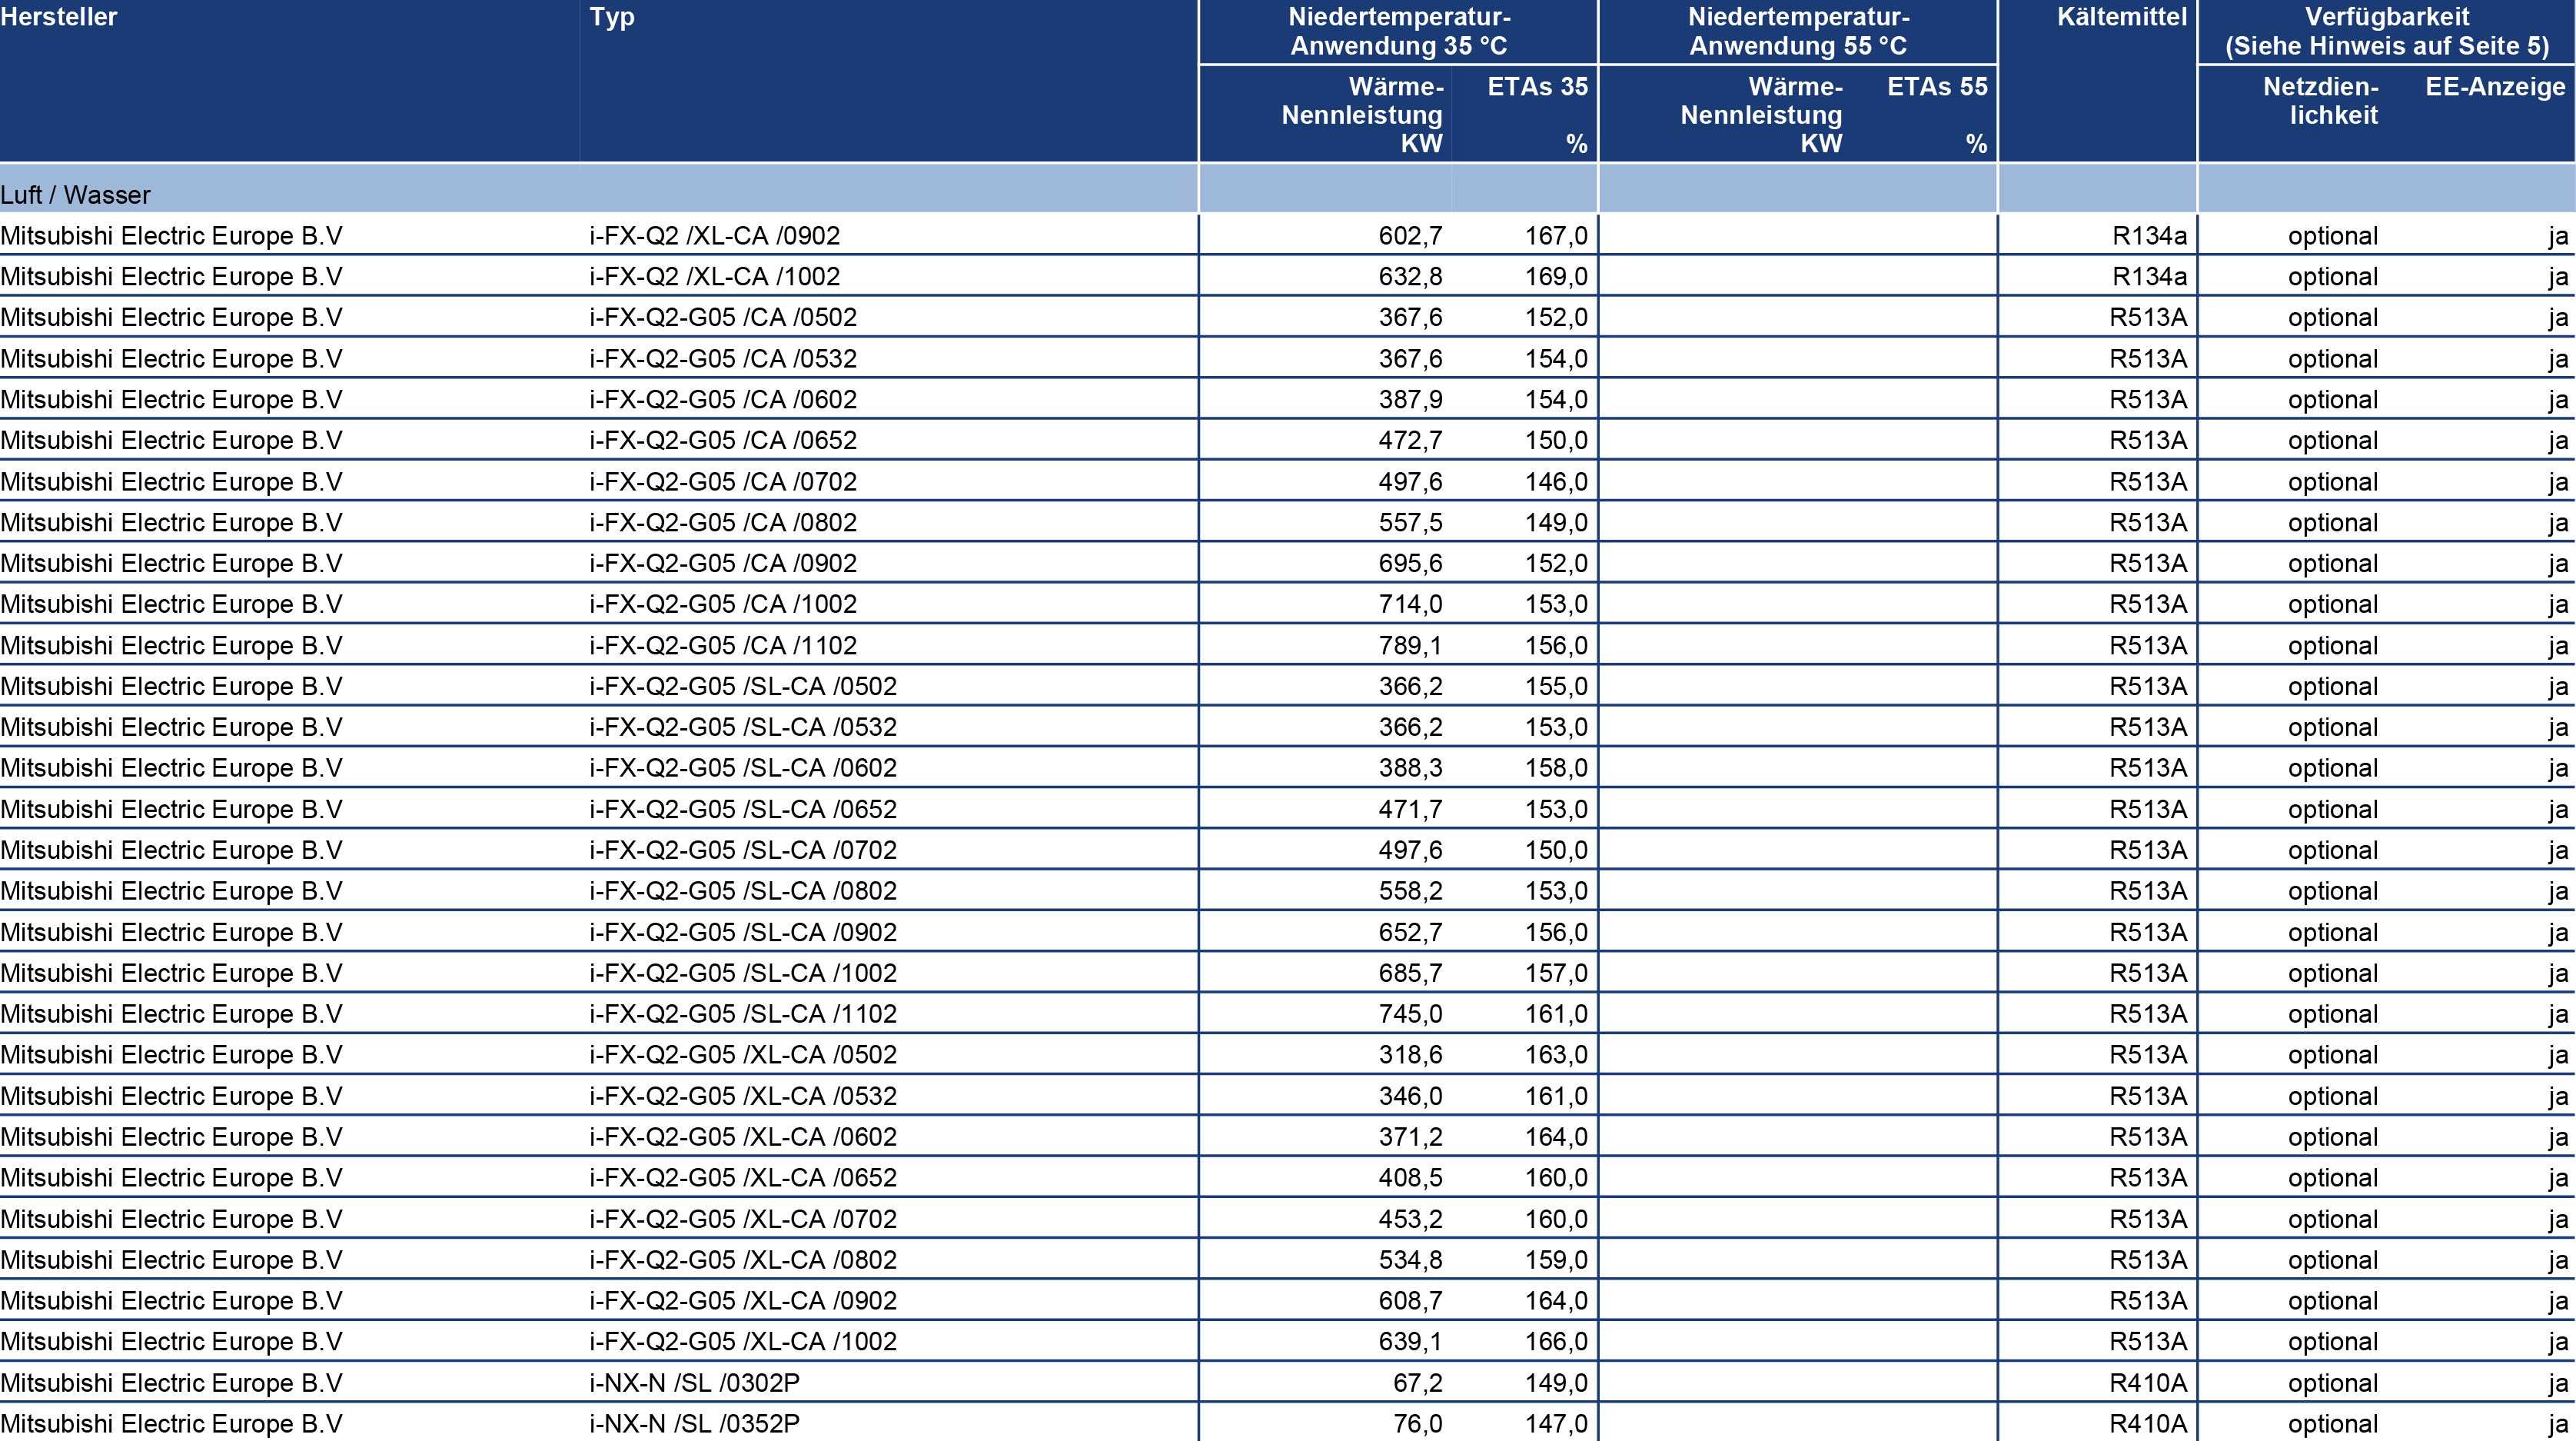 Hersteller Typ Niedertemperatur- Niedertemperatur- Kältemittel Verfügbarkeit
Anwendung 35 °C Anwendung 55 °C (Siehe Hinweis auf Seite 5)
Wärme- ETAs 35 Wärme- ETAs 55 Netzdien- EE-Anzeige
Nennleistung Nennleistung lichkeit
KW % KW %
Luft / Wasser
Mitsubishi Electric Europe B.V i-FX-Q2 /XL-CA /0902 602,7 167,0 R134a optional ja
Mitsubishi Electric Europe B.V i-FX-Q2 /XL-CA /1002 632,8 169,0 R134a optional ja
Mitsubishi Electric Europe B.V i-FX-Q2-G05 /CA /0502 367,6 152,0 R513A optional ja
Mitsubishi Electric Europe B.V i-FX-Q2-G05 /CA /0532 367,6 154,0 R513A optional ja
Mitsubishi Electric Europe B.V i-FX-Q2-G05 /CA /0602 387,9 154,0 R513A optional ja
Mitsubishi Electric Europe B.V i-FX-Q2-G05 /CA /0652 472,7 150,0 R513A optional ja
Mitsubishi Electric Europe B.V i-FX-Q2-G05 /CA /0702 497,6 146,0 R513A optional ja
Mitsubishi Electric Europe B.V i-FX-Q2-G05 /CA /0802 557,5 149,0 R513A optional ja
Mitsubishi Electric Europe B.V i-FX-Q2-G05 /CA /0902 695,6 152,0 R513A optional ja
Mitsubishi Electric Europe B.V i-FX-Q2-G05 /CA /1002 714,0 153,0 R513A optional ja
Mitsubishi Electric Europe B.V i-FX-Q2-G05 /CA /1102 789,1 156,0 R513A optional ja
Mitsubishi Electric Europe B.V i-FX-Q2-G05 /SL-CA /0502 366,2 155,0 R513A optional ja
Mitsubishi Electric Europe B.V i-FX-Q2-G05 /SL-CA /0532 366,2 153,0 R513A optional ja
Mitsubishi Electric Europe B.V i-FX-Q2-G05 /SL-CA /0602 388,3 158,0 R513A optional ja
Mitsubishi Electric Europe B.V i-FX-Q2-G05 /SL-CA /0652 471,7 153,0 R513A optional ja
Mitsubishi Electric Europe B.V i-FX-Q2-G05 /SL-CA /0702 497,6 150,0 R513A optional ja
Mitsubishi Electric Europe B.V i-FX-Q2-G05 /SL-CA /0802 558,2 153,0 R513A optional ja
Mitsubishi Electric Europe B.V i-FX-Q2-G05 /SL-CA /0902 652,7 156,0 R513A optional ja
Mitsubishi Electric Europe B.V i-FX-Q2-G05 /SL-CA /1002 685,7 157,0 R513A optional ja
Mitsubishi Electric Europe B.V i-FX-Q2-G05 /SL-CA /1102 745,0 161,0 R513A optional ja
Mitsubishi Electric Europe B.V i-FX-Q2-G05 /XL-CA /0502 318,6 163,0 R513A optional ja
Mitsubishi Electric Europe B.V i-FX-Q2-G05 /XL-CA /0532 346,0 161,0 R513A optional ja
Mitsubishi Electric Europe B.V i-FX-Q2-G05 /XL-CA /0602 371,2 164,0 R513A optional ja
Mitsubishi Electric Europe B.V i-FX-Q2-G05 /XL-CA /0652 408,5 160,0 R513A optional ja
Mitsubishi Electric Europe B.V i-FX-Q2-G05 /XL-CA /0702 453,2 160,0 R513A optional ja
Mitsubishi Electric Europe B.V i-FX-Q2-G05 /XL-CA /0802 534,8 159,0 R513A optional ja
Mitsubishi Electric Europe B.V i-FX-Q2-G05 /XL-CA /0902 608,7 164,0 R513A optional ja
Mitsubishi Electric Europe B.V i-FX-Q2-G05 /XL-CA /1002 639,1 166,0 R513A optional ja
Mitsubishi Electric Europe B.V i-NX-N /SL /0302P 67,2 149,0 R410A optional ja
Mitsubishi Electric Europe B.V i-NX-N /SL /0352P 76,0 147,0 R410A optional ja